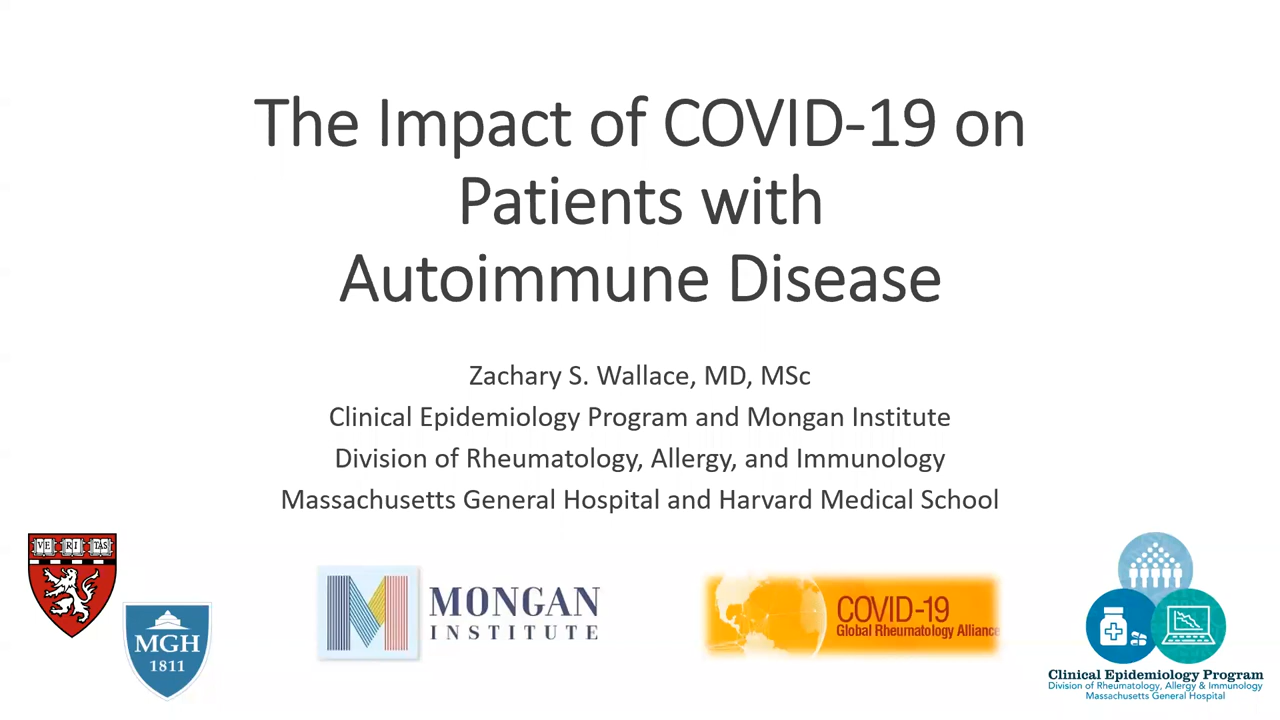 The Impact of COVID-19 on
Patients with
Autoimmune Disease
Zachary S. Wallace, MD, MSc
Clinical Epidemiology Program and Mongan Institute
Division of Rheumatology, Allergy, and Immunology
Massachusetts General Hospital and Harvard Medical School
VE RI TAS
MGH
1811
MONGAN
INSTITUTE
COVID-19
Global Rheumatology Alliance
Clinical Epidemiology Program
Division of Rheumatology, Allergy & Immunology
Massachusetts General Hospital